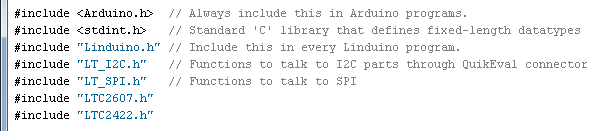 #include <Arduino.h>  // Always include this in Arduino programs.
#include <stdint.h>   // Standard 'C' library that defines fixed-length datatypes
#include "Linduino.h" // Include this in every Linduino program.
#include "LT_I2C.h"   // Functions to talk to I2C parts through QuikEval connector
#include "LT_SPI.h"   // Functions to talk to SPI
#include "LTC2607.h"
#include "LTC2422.h"